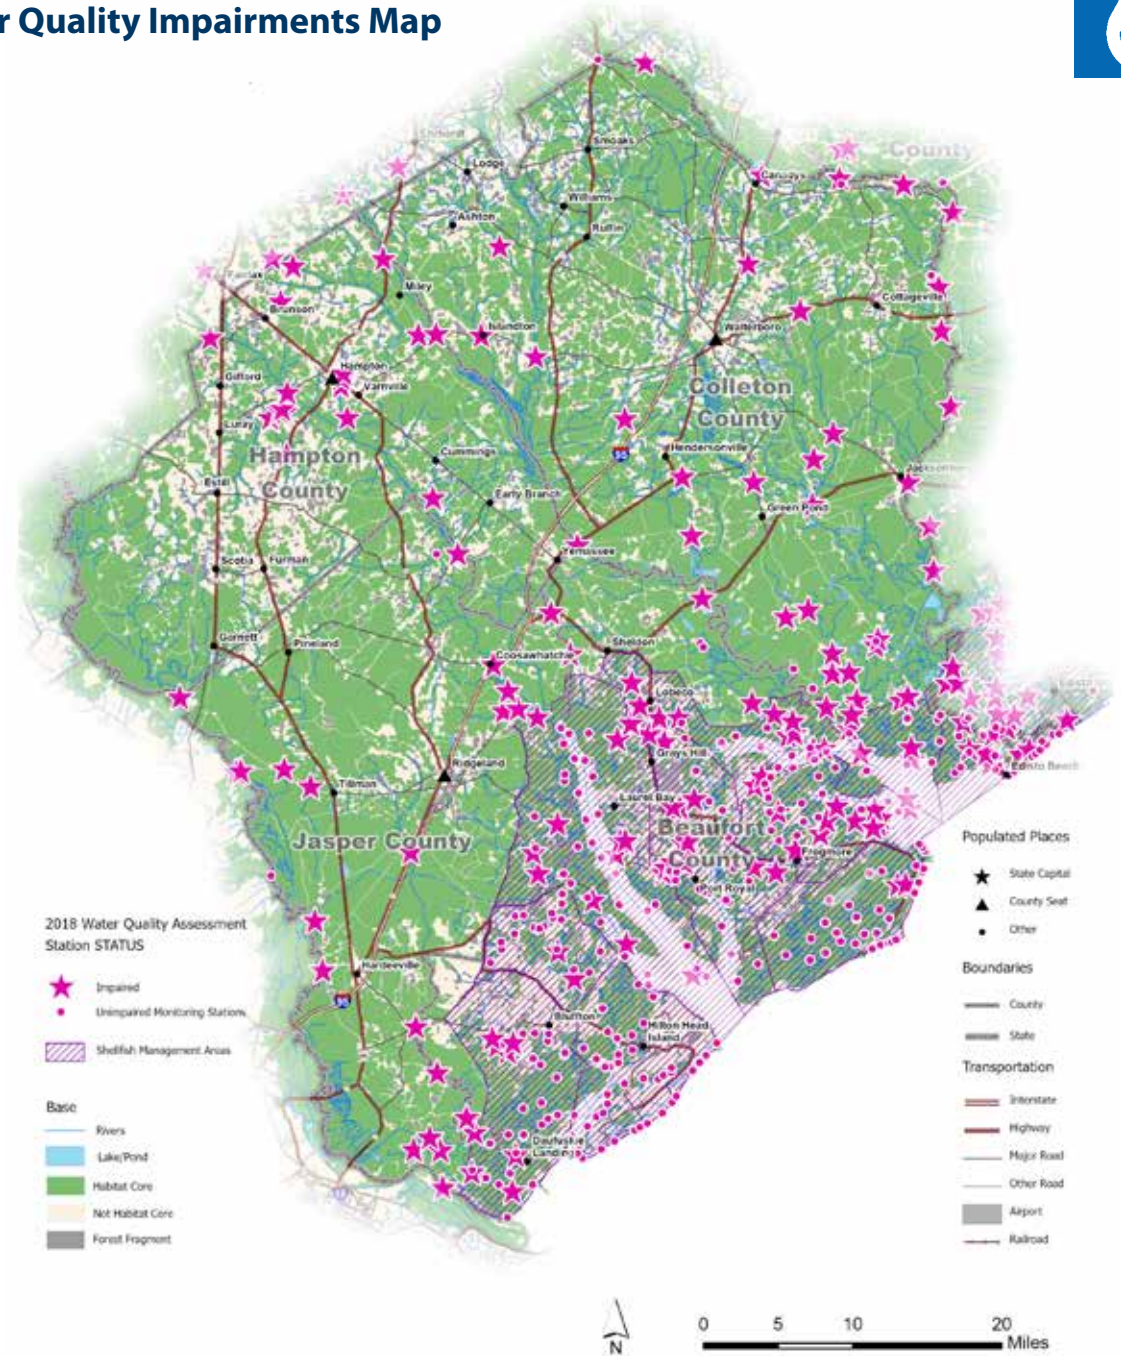 r Quality Impairments Map
County
Smoaks
Lodge
Canadys
Williams
Ashton
Ruffin
Fairfax
Miley
Cottageville
Brunson
Islandton
Walterboro
Hampton
Gifford
Varnville
Colleton
County
Luray
Hendersonville
Hampton
County
Cummings
95
Estill
Early Branch
Green Pond
Yemassee
Scotia
Furman
Garnett
Pineland
Sheldon
Coosawhatchie
Lobeco
Grays Hill
Ridgeland
Edisto Beach
Tillman
Laurel Bay
Beaufort
County
Jasper County
Frogmore
Port Royal
Hardeeville
95
Bluffton
Hilton Head
Island
Daufuskie
Landing
2018 Water Quality Assessment
Station STATUS
Impaired
Unimpaired Monitoring Stations
Shellfish Management Areas
Base
Rivers
Lake/Pond
Habitat Core
Not Habitat Core
Forest Fragment
Populated Places
State Capital
County Seat
Other
Boundaries
County
State
Transportation
Interstate
Highway
Major Road
Other Road
Airport
Railroad
N
0 5 10 20
Miles